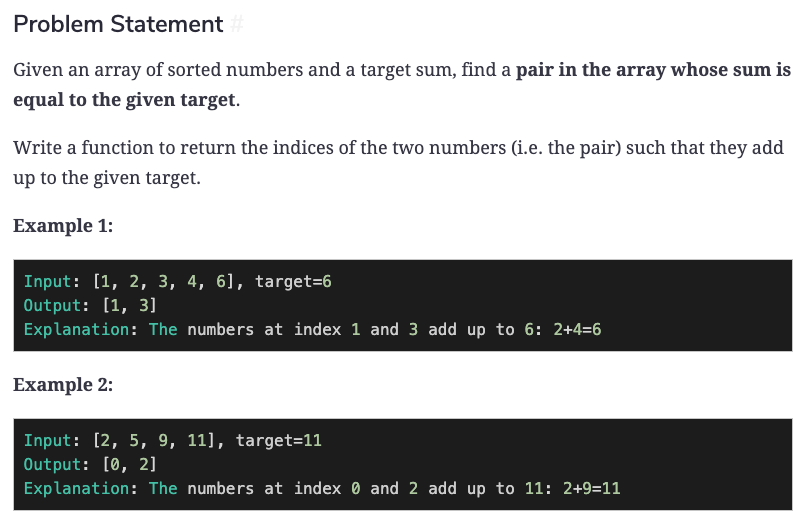 Problem Statement #
Given an array of sorted numbers and a target sum, find a pair in the array whose sum is
equal to the given target.
Write a function to return the indices of the two numbers (i.e. the pair) such that they add
up to the given target.
Example 1:
Input: [1, 2, 3, 4, 6], target=6
Output: [1, 3]
Explanation: The numbers at index 1 and 3 add up to 6: 2+4=6
Example 2:
Input: [2, 5, 9, 11], target=11
Output: [0, 2]
Explanation: The numbers at index 0 and 2 add up to 11: 2+9=11